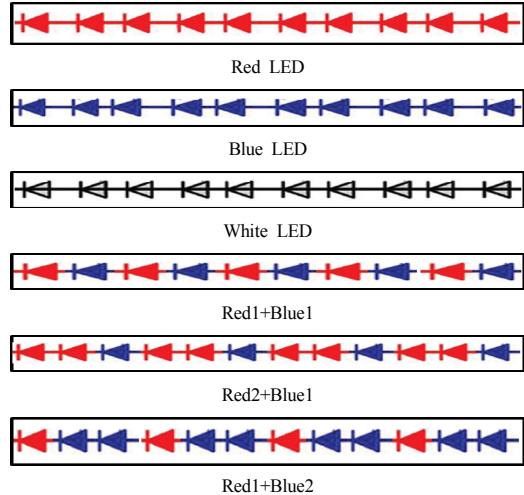 Red LED
Blue LED
White LED
Red1+Blue1
Red2+Blue1
Red1+Blue2